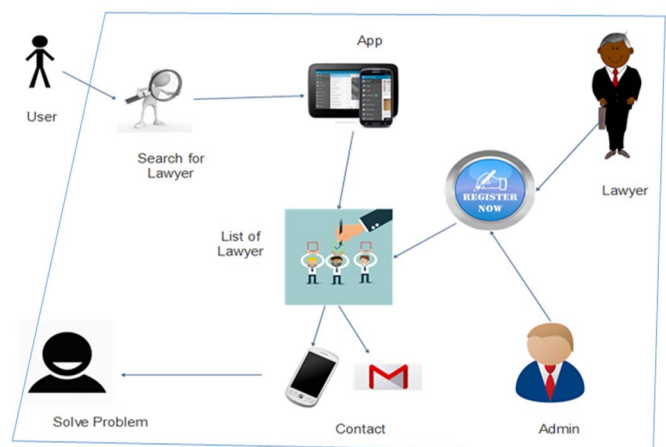 App
User
Search for
Lawyer
Lawyer
REGISTER
NOW
List of
Lawyer
Solve Problem
Contact
Admin